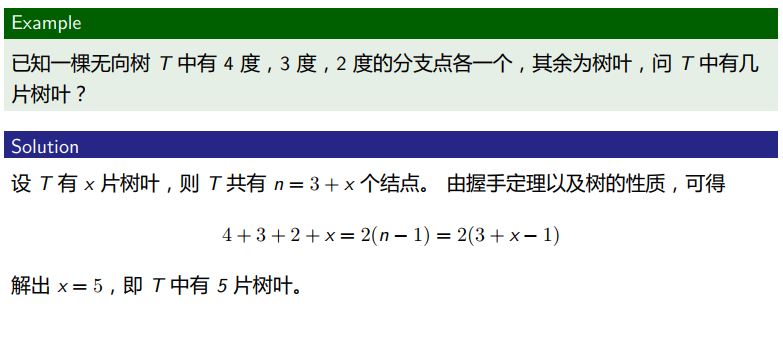 Example
已知一棵无向树 T 中有 4 度，3 度，2 度的分支点各一个，其余为树叶，问 T 中有几
片树叶？
Solution
设 T 有 x 片树叶，则 T 共有 n = 3 + x 个结点。 由握手定理以及树的性质，可得
4 + 3 + 2 + x = 2(n − 1) = 2(3 + x − 1)
解出 x = 5，即 T 中有 5 片树叶。